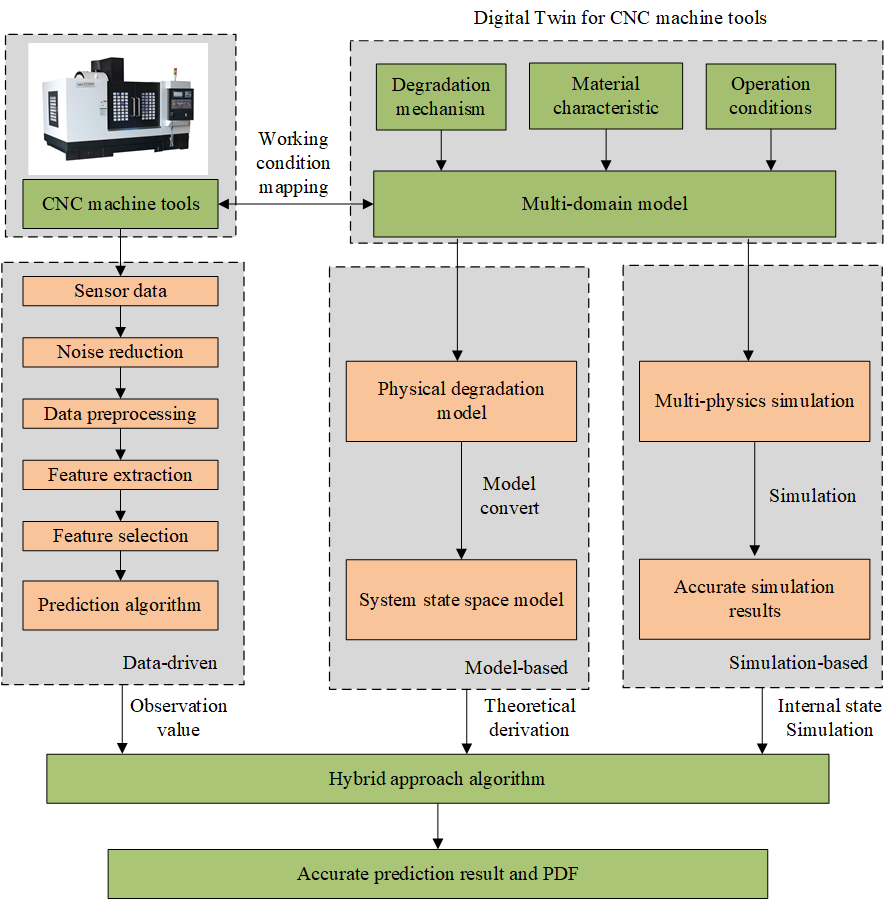 Digital Twin for CNC machine tools
Degradation
mechanism
Material
characteristic
Operation
conditions
Working
condition
mapping
CNC machine tools
Multi-domain model
Sensor data
Noise reduction
Data preprocessing
Feature extraction
Feature selection
Prediction algorithm
Data-driven
Physical degradation
model
Model
convert
System state space model
Model-based
Multi-physics simulation
Simulation
Accurate simulation
results
Simulation-based
Observation
value
Theoretical
derivation
Internal state
Simulation
Hybrid approach algorithm
Accurate prediction result and PDF